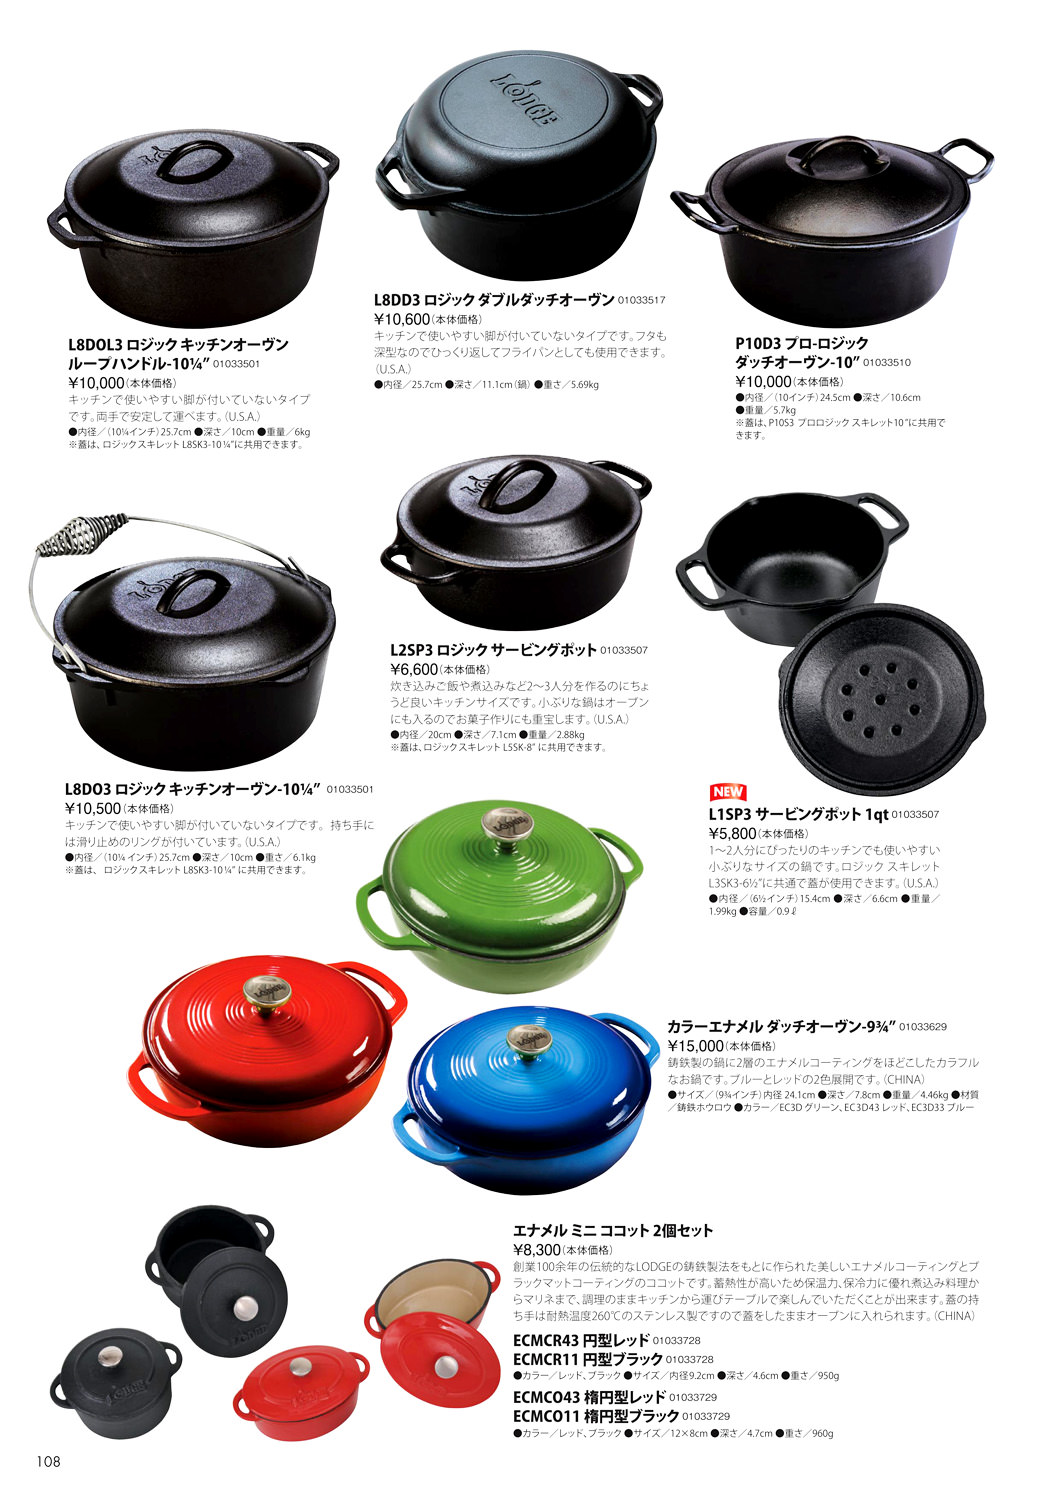 LODGE
L8DD3 ロジック ダブルダッチオーヴン 01033517
¥10,600(本体価格)
キッチンで使いやすい脚が付いていないタイプです。フタも
深型なのでひっくり返してフライパンとしても使用できます。
(U.S.A.)
●内径／25.7cm ●深さ／11.1cm(鍋) ●重さ／5.69kg
L8DOL3 ロジック キッチンオーヴン
ループハンドル-10¼” 01033501
¥10,000(本体価格)
キッチンで使いやすい脚が付いていないタイプ
です。両手で安定して運べます。(U.S.A.)
●内径／(10¼インチ)25.7cm ●深さ／10cm ●重量／6kg
※蓋は、ロジックスキレット L8SK3-10¼”に共用できます。
P10D3 プロ-ロジック
ダッチオーヴン-10” 01033510
¥10,000(本体価格)
●内径／(10インチ)24.5cm ●深さ／10.6cm
●重量／5.7kg
※蓋は、P10S3 プロロジック スキレット10”に共用で
きます。
L2SP3 ロジック サービングポット 01033507
¥6,600(本体価格)
炊き込みご飯や煮込みなど2〜3人分を作るのにちょ
うど良いキッチンサイズです。小ぶりな鍋はオーブン
にも入るのでお菓子作りにも重宝します。(U.S.A.)
●内径／20cm ●深さ／7.1cm ●重量／2.88kg
※蓋は、ロジックスキレット L5SK-8” に共用できます。
L8DO3 ロジック キッチンオーヴン-10¼” 01033501
¥10,500(本体価格)
キッチンで使いやすい脚が付いていないタイプです。 持ち手に
は滑り止めのリングが付いています。(U.S.A.)
●内径／(10¼ インチ)25.7cm ●深さ／10cm ●重さ／6.1kg
※蓋は、 ロジックスキレット L8SK3-10¼” に共用できます。
NEW
L1SP3 サービングポット 1qt 01033507
¥5,800(本体価格)
1〜2人分にぴったりのキッチンでも使いやすい
小ぶりなサイズの鍋です。ロジック スキレット
L3SK3-6½”に共通で蓋が使用できます。(U.S.A.)
●内径／(6½インチ)15.4cm ●深さ／6.6cm ●重量／
1.99kg ●容量／0.9ℓ
カラーエナメル ダッチオーヴン-9¾” 01033629
¥15,000(本体価格)
鋳鉄製の鍋に2層のエナメルコーティングをほどこしたカラフル
なお鍋です。ブルーとレッドの2色展開です。(CHINA)
●サイズ／(9¾インチ)内径 24.1cm ●深さ／7.8cm ●重量／4.46kg ●材質
／鋳鉄ホウロウ ●カラー／EC3D グリーン、EC3D43 レッド、EC3D33 ブルー
エナメル ミニ ココット 2個セット
¥8,300(本体価格)
創業100余年の伝統的なLODGEの鋳鉄製法をもとに作られた美しいエナメルコーティングとブ
ラックマットコーティングのココットです。蓄熱性が高いため保温力、保冷力に優れ煮込み料理か
らマリネまで、調理のままキッチンから運びテーブルで楽しんでいただくことが出来ます。蓋の持
ち手は耐熱温度260℃のステンレス製ですので蓋をしたままオーブンに入れられます。(CHINA)
ECMCR43 円型レッド 01033728
ECMCR11 円型ブラック 01033728
●カラー／レッド、ブラック ●サイズ／内径9.2cm ●深さ／4.6cm ●重さ／950g
ECMCO43 楕円型レッド 01033729
ECMCO11 楕円型ブラック 01033729
●カラー／レッド、ブラック ●サイズ／12×8cm ●深さ／4.7cm ●重さ／960g
108